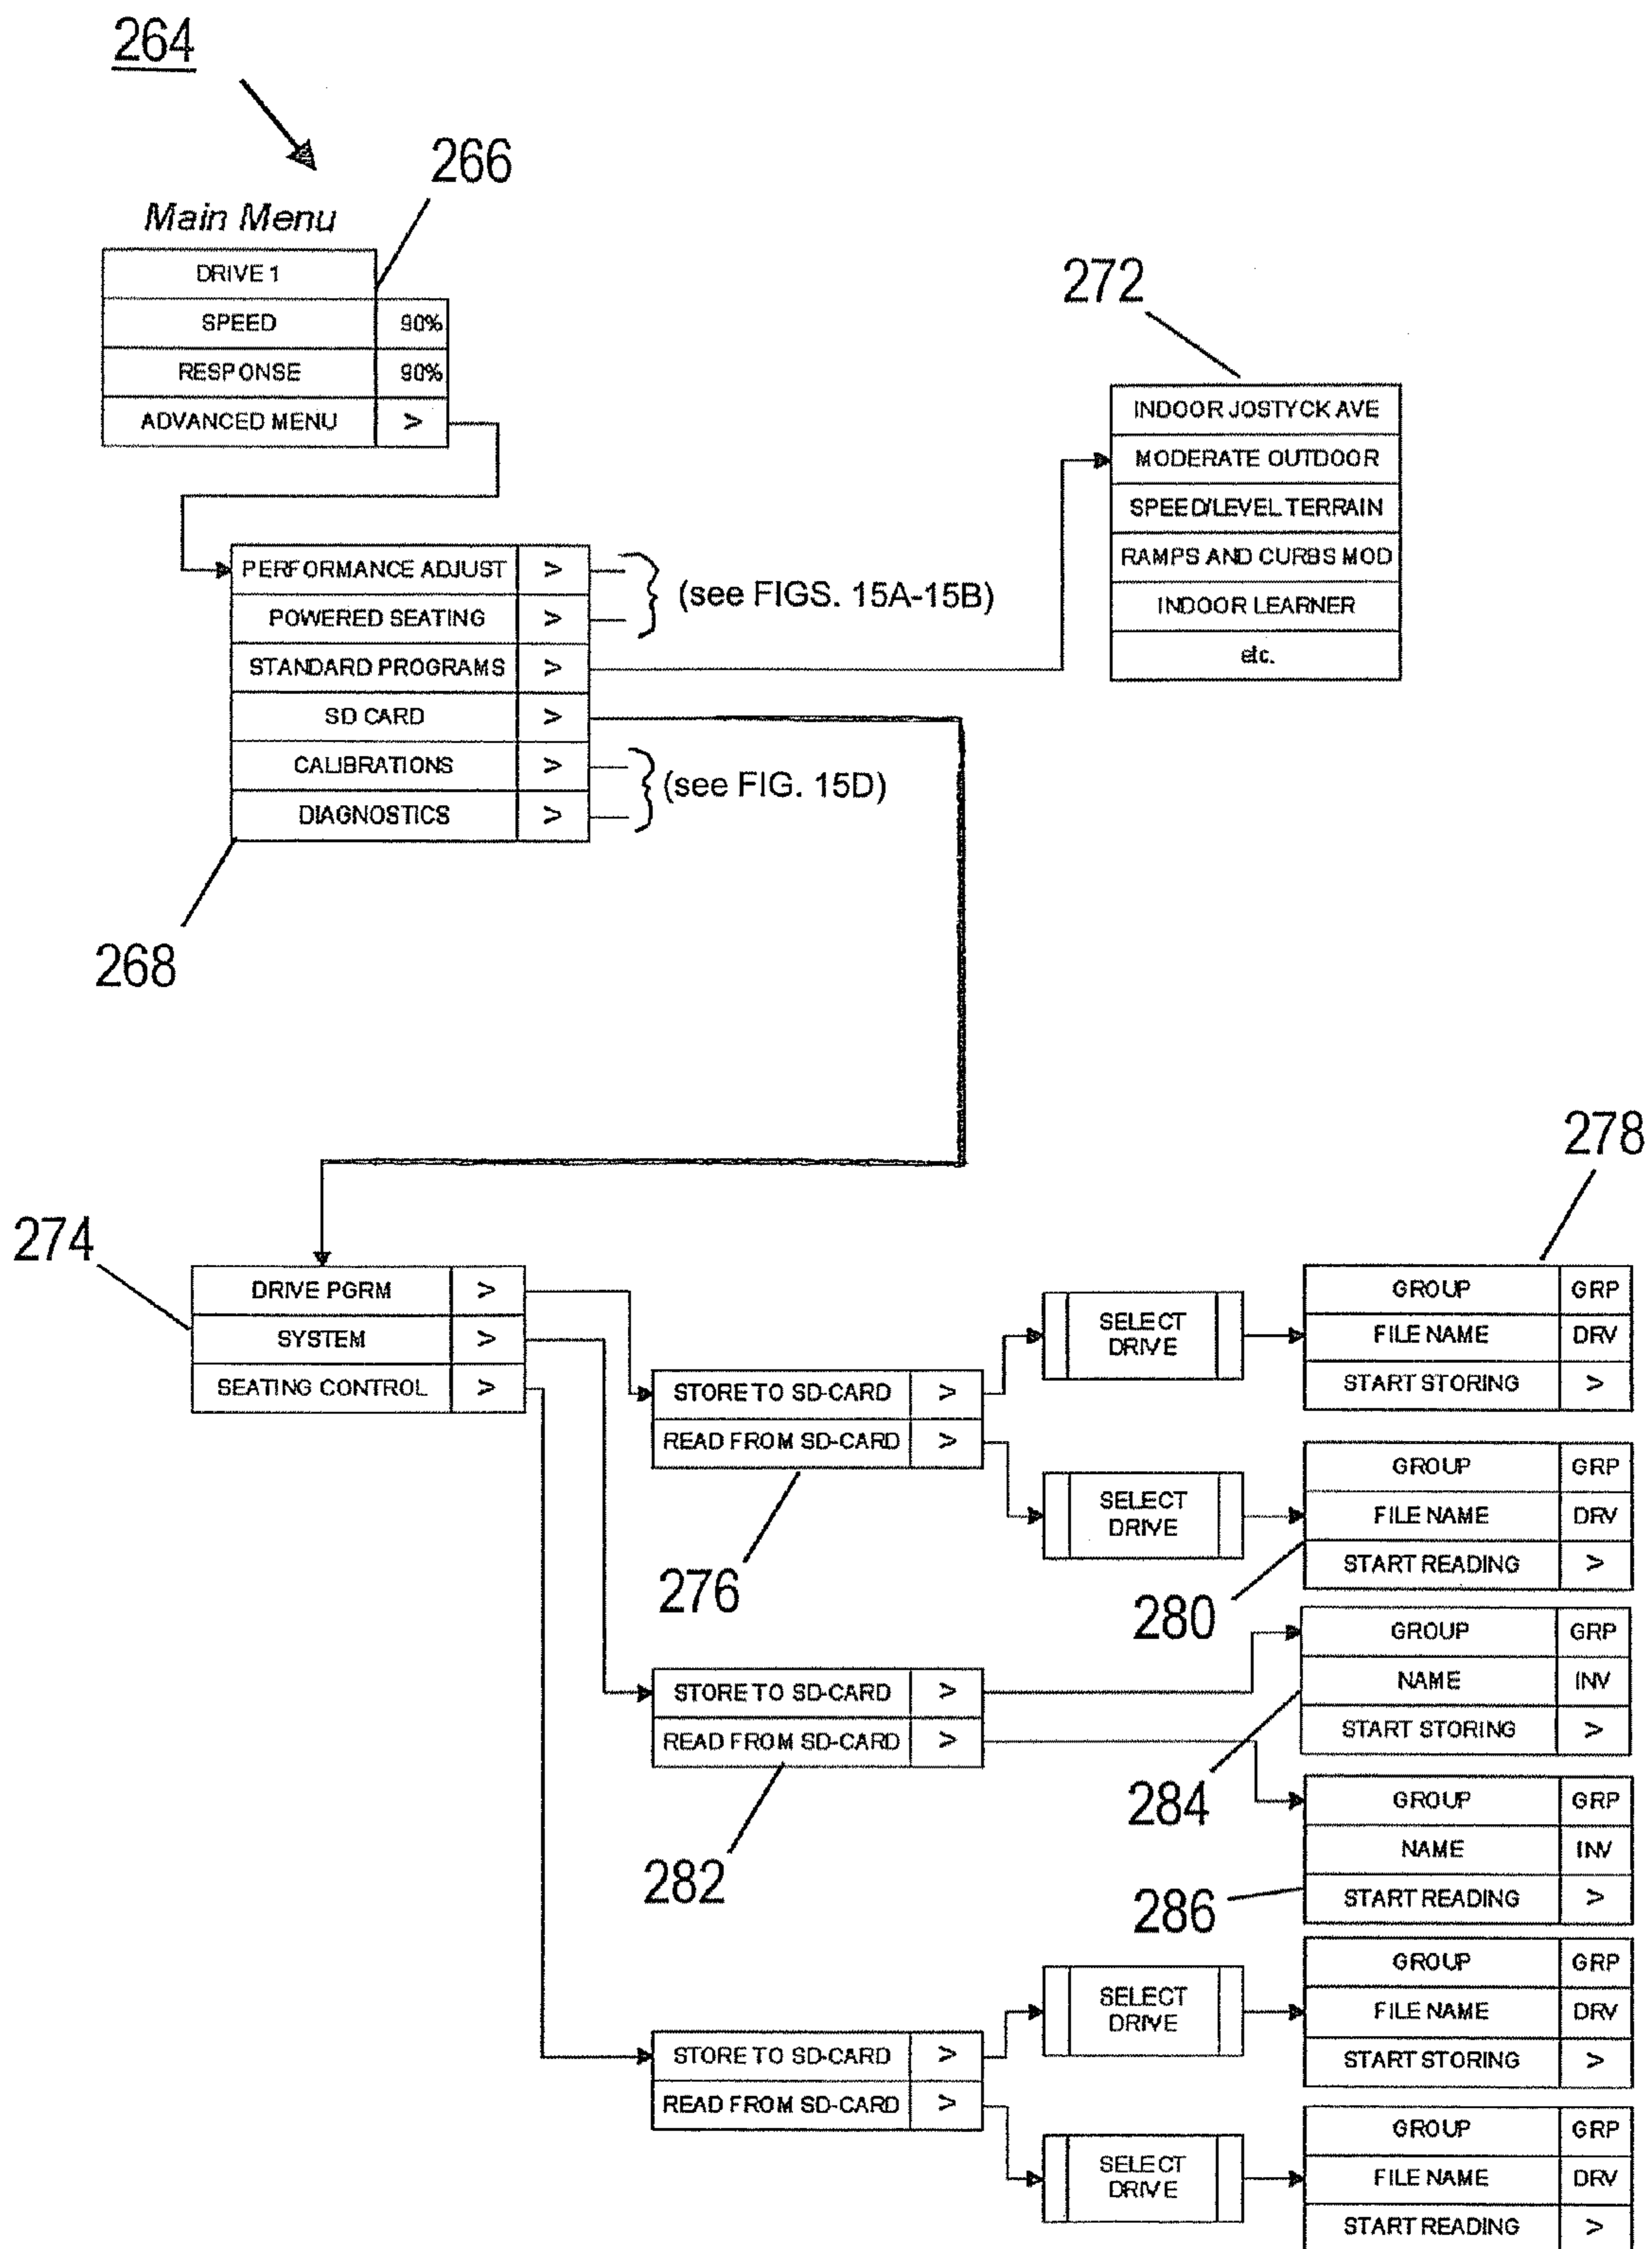 264
266
Main Menu
DRIVE 1
SPEED 90%
RESPONSE 90%
ADVANCED MENU >
272
INDOOR JOSTYCK AVE
MODERATE OUTDOOR
SPEED/LEVEL TERRAIN
RAMPS AND CURBS MOD
INDOOR LEARNER
etc.
PERFORMANCE ADJUST >
POWERED SEATING >
(see FIGS. 15A-15B)
STANDARD PROGRAMS >
SD CARD >
CALIBRATIONS >
DIAGNOSTICS >
(see FIG. 15D)
268
274
DRIVE PGRM >
SYSTEM >
SEATING CONTROL >
STORE TO SD-CARD >
READ FROM SD-CARD >
276
SELECT
DRIVE
SELECT
DRIVE
278
GROUP GRP
FILE NAME DRV
START STORING >
GROUP GRP
FILE NAME DRV
START READING >
280
STORE TO SD-CARD >
READ FROM SD-CARD >
282
GROUP GRP
NAME INV
START STORING >
284
GROUP GRP
NAME INV
START READING >
286
STORE TO SD-CARD >
READ FROM SD-CARD >
SELECT
DRIVE
SELECT
DRIVE
GROUP GRP
FILE NAME DRV
START STORING >
GROUP GRP
FILE NAME DRV
START READING >